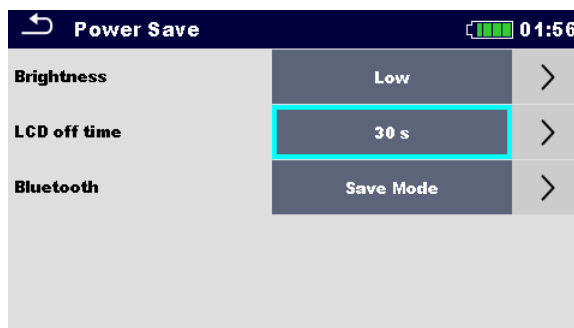 Power Save 01:56
Brightness Low
LCD off time 30 s
Bluetooth Save Mode